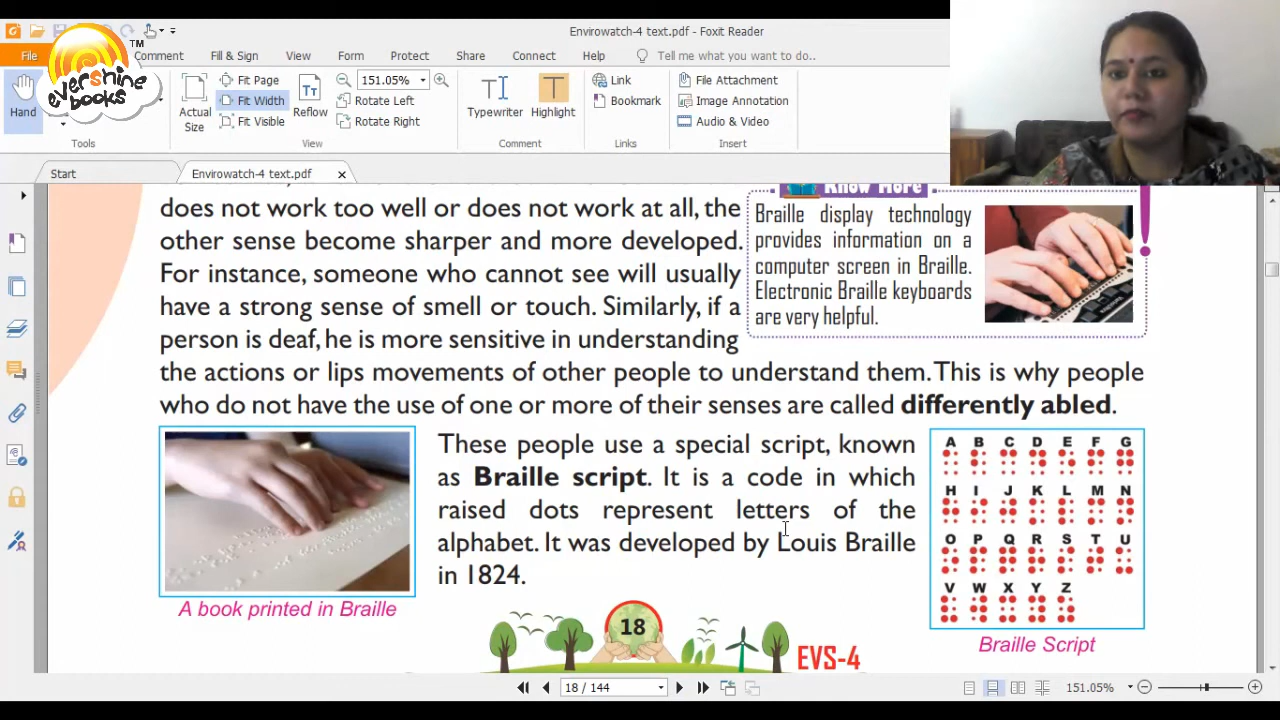 Envirowatch-4 text.pdf - Foxit Reader
File
Comment
Fill & Sign
View
Form
Protect
Share
Connect
Help
Tell me what you want to do..
TM
evershine
books
Hand
Actual
Size
Fit Page
Fit Width
Fit Visible
Reflow
151.05%
Rotate Left
Rotate Right
Typewriter
Highlight
Link
Bookmark
File Attachment
Image Annotation
Audio & Video
Tools
View
Comment
Links
Insert
Start
Envirowatch-4 text.pdf
does not work too well or does not work at all, the
other sense become sharper and more developed.
For instance, someone who cannot see will usually
have a strong sense of smell or touch. Similarly, if a
person is deaf, he is more sensitive in understanding
the actions or lips movements of other people to understand them. This is why people
who do not have the use of one or more of their senses are called differently abled.
Know More
Braille display technology
provides information on a
computer screen in Braille.
Electronic Braille keyboards
are very helpful.
These people use a special script, known
as Braille script. It is a code in which
raised dots represent letters of the
alphabet. It was developed by Louis Braille
in 1824.
A book printed in Braille
A B C D E F G
H I J K L M N
O P Q R S T U
V W X Y Z
Braille Script
18
EVS-4
18 / 144
151.05%